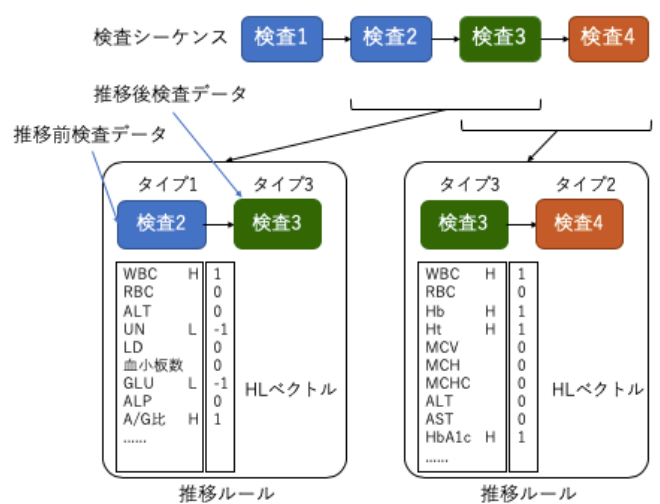 検査シーケンス 検査1 検査2 検査3 検査4
推移後検査データ
推移前検査データ
タイプ1 タイプ3
検査2 検査3
WBC H 1
RBC 0
ALT 0
UN L -1
LD 0
血小板数 0
GLU L -1
ALP 0
A/G比 H 1
......
HLベクトル
推移ルール
タイプ3 タイプ2
検査3 検査4
WBC H 1
RBC 0
Hb H 1
Ht H 1
MCV 0
MCH 0
MCHC 0
ALT 0
AST 0
HbA1c H 1
......
HLベクトル
推移ルール